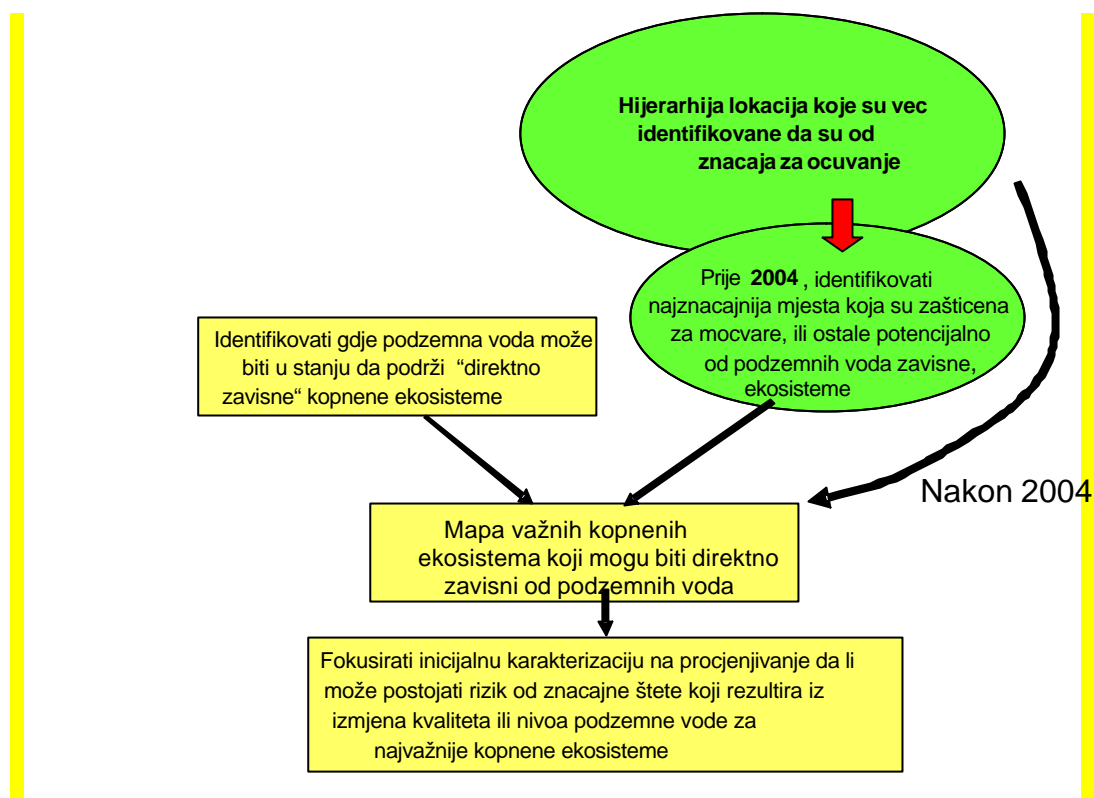 Hijerarhija lokacija koje su vec
identifikovane da su od
znacaja za ocuvanje
Prije 2004 , identifikovati
najznacajnija mjesta koja su zašticena
za mocvare, ili ostale potencijalno
od podzemnih voda zavisne,
ekosisteme
Identifikovati gdje podzemna voda može
biti u stanju da podrži “direktno
zavisne“ kopnene ekosisteme
Nakon 2004
Mapa važnih kopnenih
ekosistema koji mogu biti direktno
zavisni od podzemnih voda
Fokusirati inicijalnu karakterizaciju na procjenjivanje da li
može postojati rizik od znacajne štete koji rezultira iz
izmjena kvaliteta ili nivoa podzemne vode za
najvažnije kopnene ekosisteme